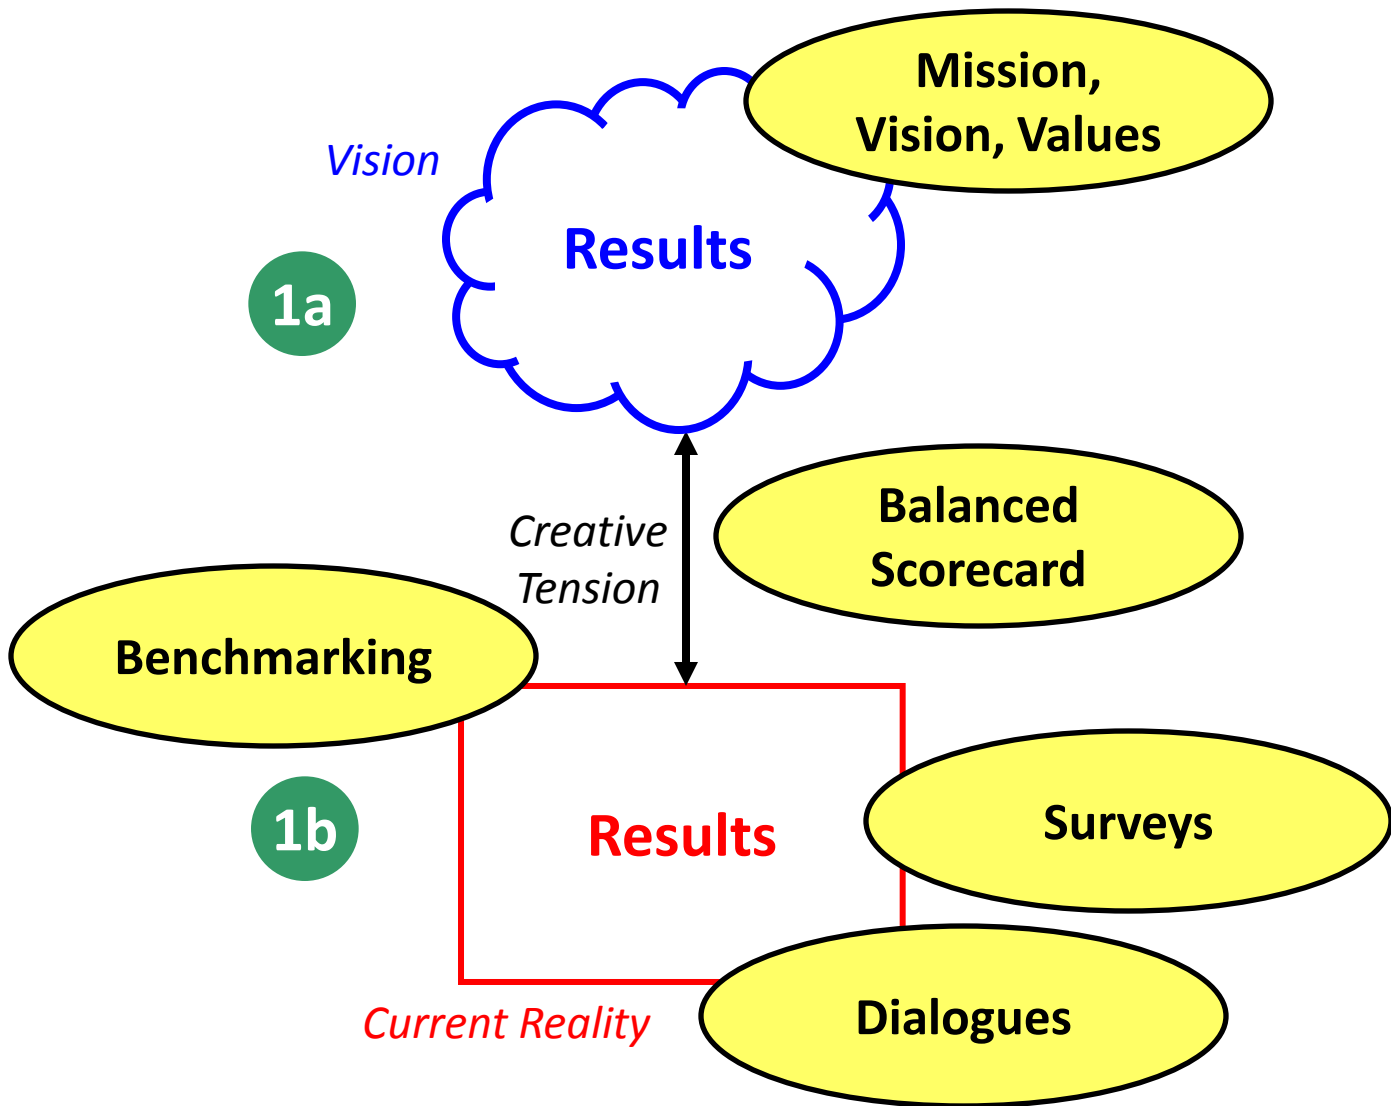 Mission,
Vision, Values
Vision
Results
1a
Balanced
Scorecard
Creative
Tension
Benchmarking
1b
Results
Surveys
Dialogues
Current Reality